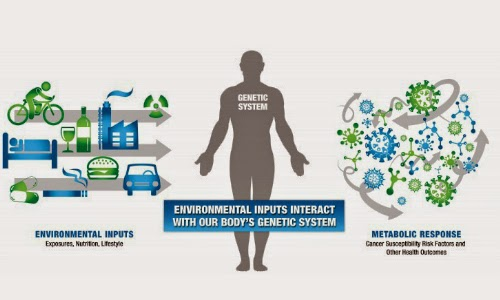 GENETIC
SYSTEM
ENVIRONMENTAL INPUTS INTERACT
WITH OUR BODY'S GENETIC SYSTEM
ENVIRONMENTAL INPUTS
Exposures, Nutrition, Lifestyle
METABOLIC RESPONSE
Cancer Susceptibility Risk Factors and
Other Health Outcomes